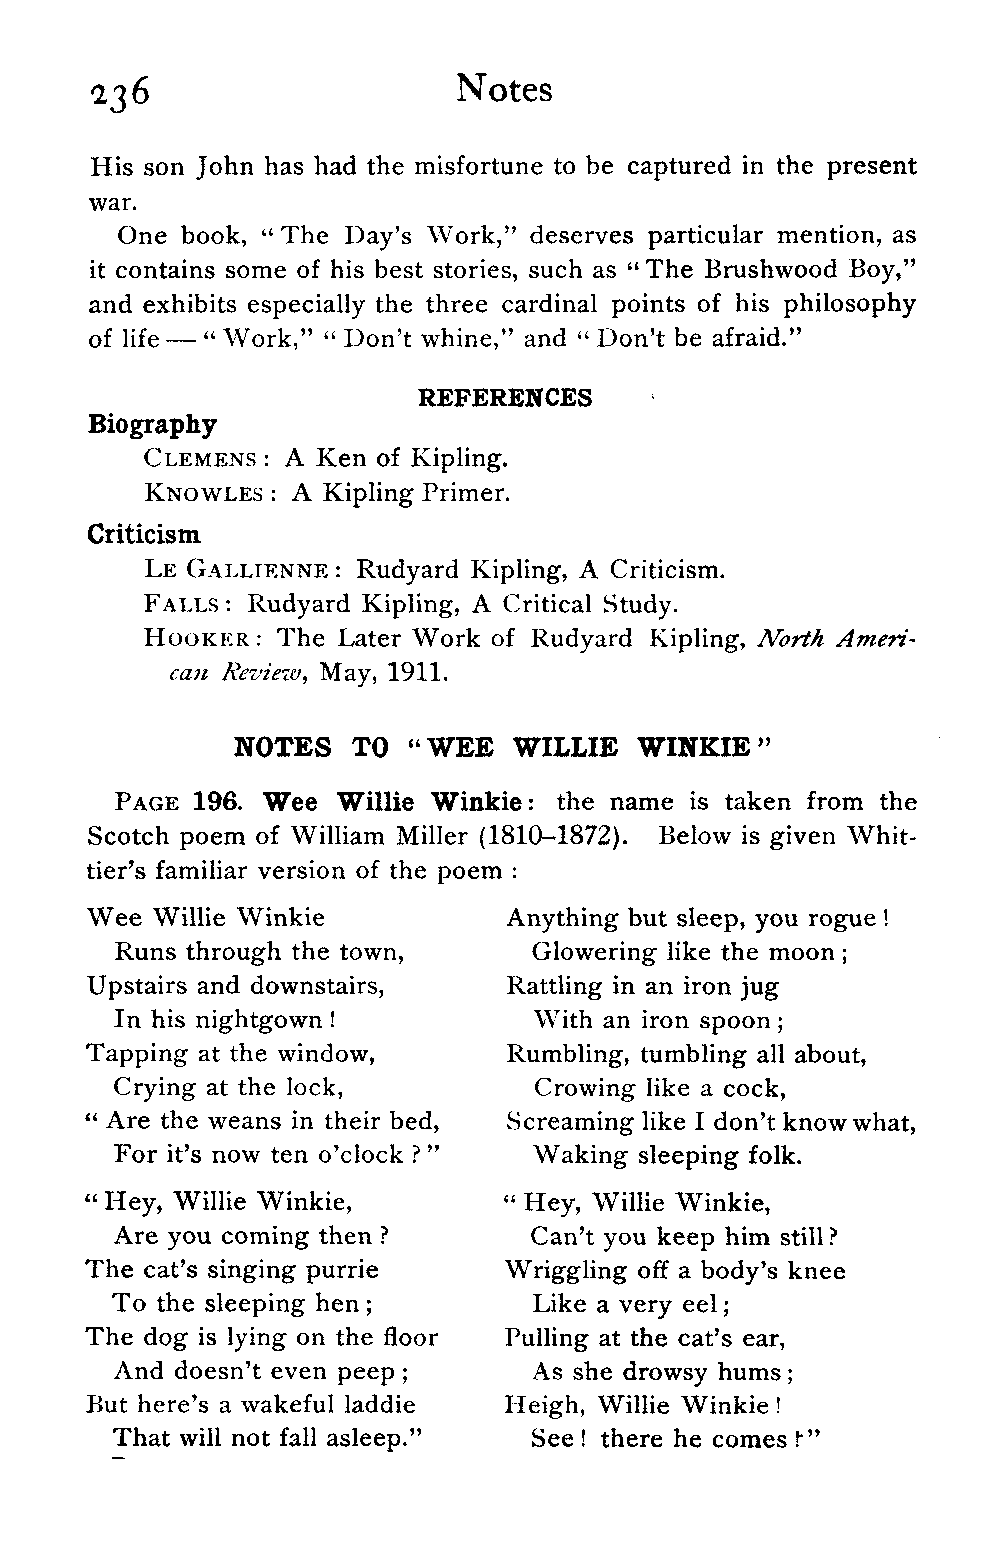 236 Notes
His son John has had the misfortune to be captured in the present
war.
One book, “The Day’s Work,” deserves particular mention, as
it contains some of his best stories, such as “The Brushwood Boy,”
and exhibits especially the three cardinal points of his philosophy
of life — “Work,” “Don’t whine,” and “Don’t be afraid.”
REFERENCES
Biography
CLEMENS: A Ken of Kipling.
KNOWLES: A Kipling Primer.
Criticism
LE GALLIENNE: Rudyard Kipling, A Criticism.
FALLS: Rudyard Kipling, A Critical Study.
HOOKER: The Later Work of Rudyard Kipling, North Ameri-
can Review, May, 1911.
NOTES TO “WEE WILLIE WINKIE”
PAGE 196. Wee Willie Winkie: the name is taken from the
Scotch poem of William Miller (1810–1872). Below is given Whit-
tier’s familiar version of the poem:
Wee Willie Winkie
Runs through the town,
Upstairs and downstairs,
In his nightgown!
Tapping at the window,
Crying at the lock,
“Are the weans in their bed,
For it’s now ten o’clock?”
“Hey, Willie Winkie,
Are you coming then?
The cat’s singing purrie
To the sleeping hen;
The dog is lying on the floor
And doesn’t even peep;
But here’s a wakeful laddie
That will not fall asleep.”
Anything but sleep, you rogue!
Glowering like the moon;
Rattling in an iron jug
With an iron spoon;
Rumbling, tumbling all about,
Crowing like a cock,
Screaming like I don’t know what,
Waking sleeping folk.
“Hey, Willie Winkie,
Can’t you keep him still?
Wriggling off a body’s knee
Like a very eel;
Pulling at the cat’s ear,
As she drowsy hums;
Heigh, Willie Winkie!
See! there he comes!”